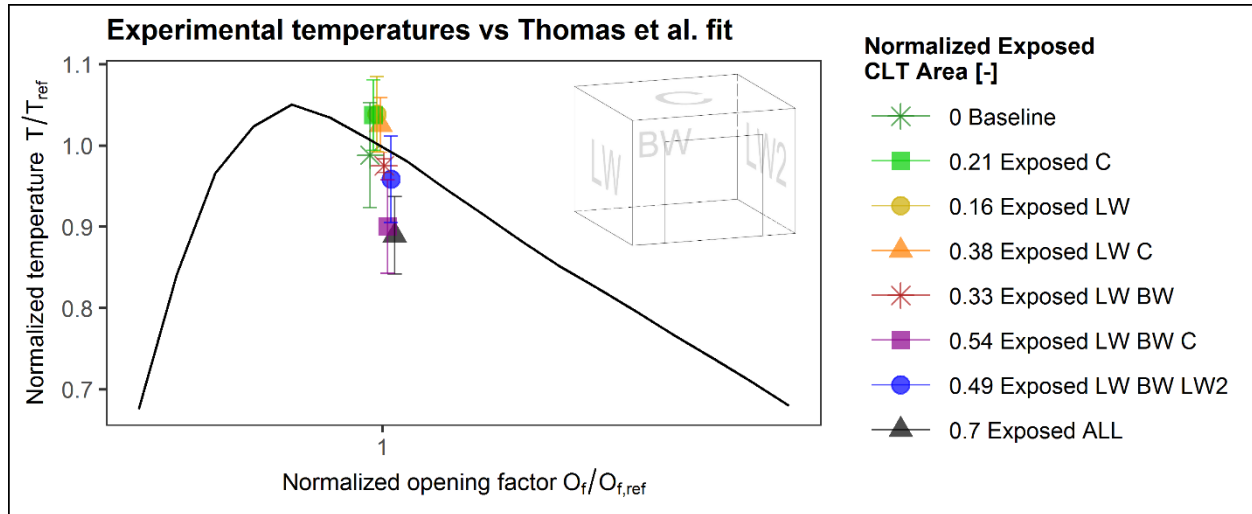 Experimental temperatures vs Thomas et al. fit
Normalized temperature T/Tref
1.1
1.0
0.9
0.8
0.7
C
LW
BW
LW2
1
Normalized opening factor Of/Of,ref
Normalized Exposed
CLT Area [-]
0 Baseline
0.21 Exposed C
0.16 Exposed LW
0.38 Exposed LW C
0.33 Exposed LW BW
0.54 Exposed LW BW C
0.49 Exposed LW BW LW2
0.7 Exposed ALL